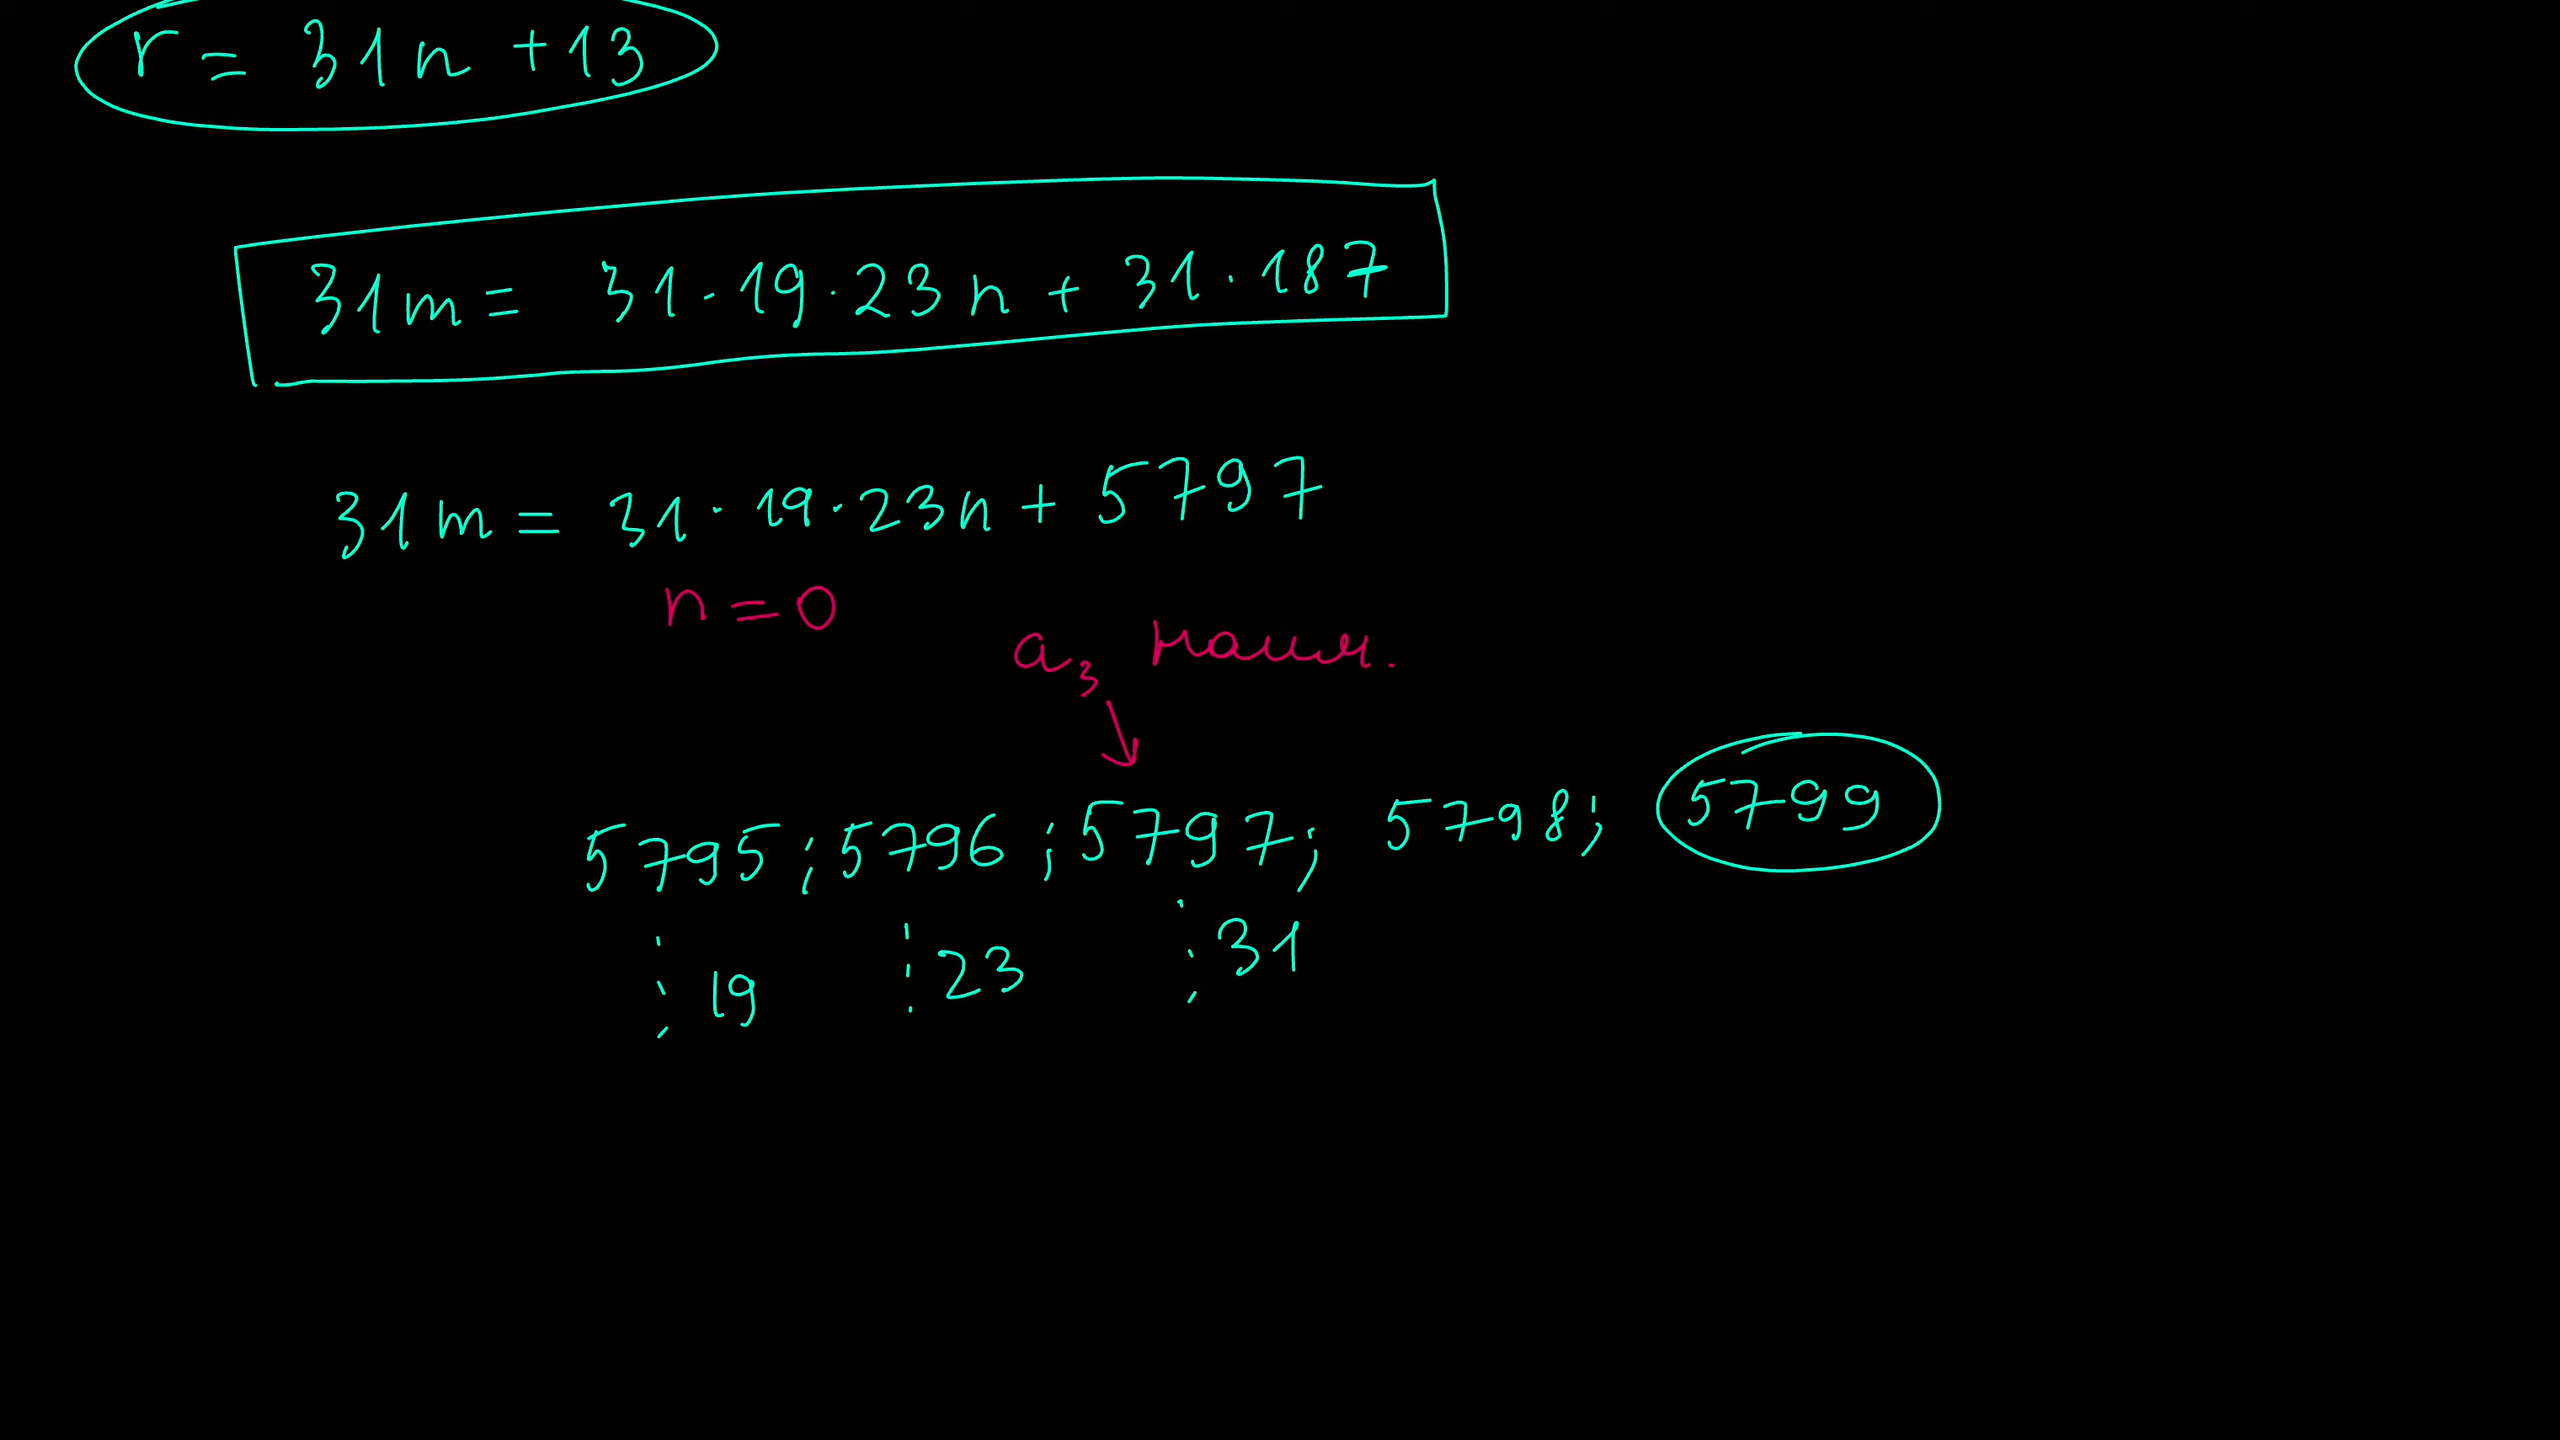 r = 31n + 13
31m = 31 · 19 · 23n + 31 · 187
31m = 31 · 19 · 23n + 5797
n = 0
a₃ наим.
5795 ; 5796 ; 5797 ; 5798 ; 5799
⋮ 19 ⋮ 23 ⋮ 31